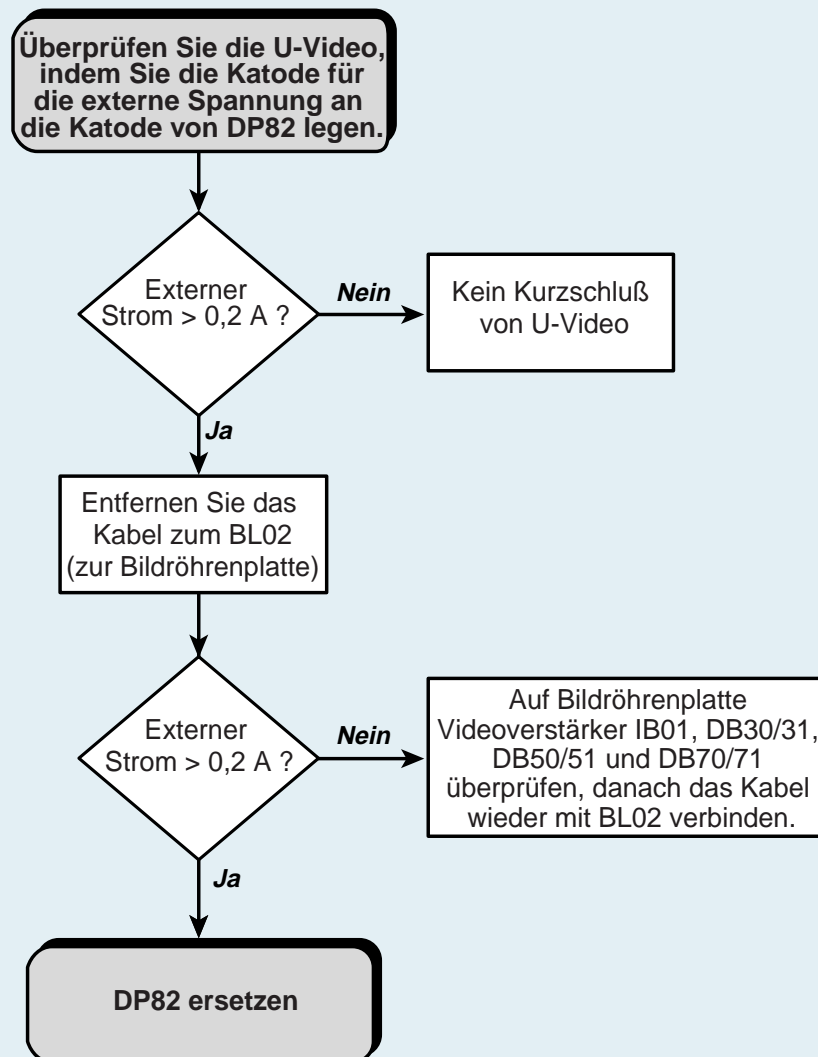 Überprüfen Sie die U-Video,
indem Sie die Katode für
die externe Spannung an
die Katode von DP82 legen.
Externer
Strom > 0,2 A ?
Nein
Kein Kurzschluß
von U-Video
Ja
Entfernen Sie das
Kabel zum BL02
(zur Bildröhrenplatte)
Externer
Strom > 0,2 A ?
Nein
Auf Bildröhrenplatte
Videoverstärker IB01, DB30/31,
DB50/51 und DB70/71
überprüfen, danach das Kabel
wieder mit BL02 verbinden.
Ja
DP82 ersetzen